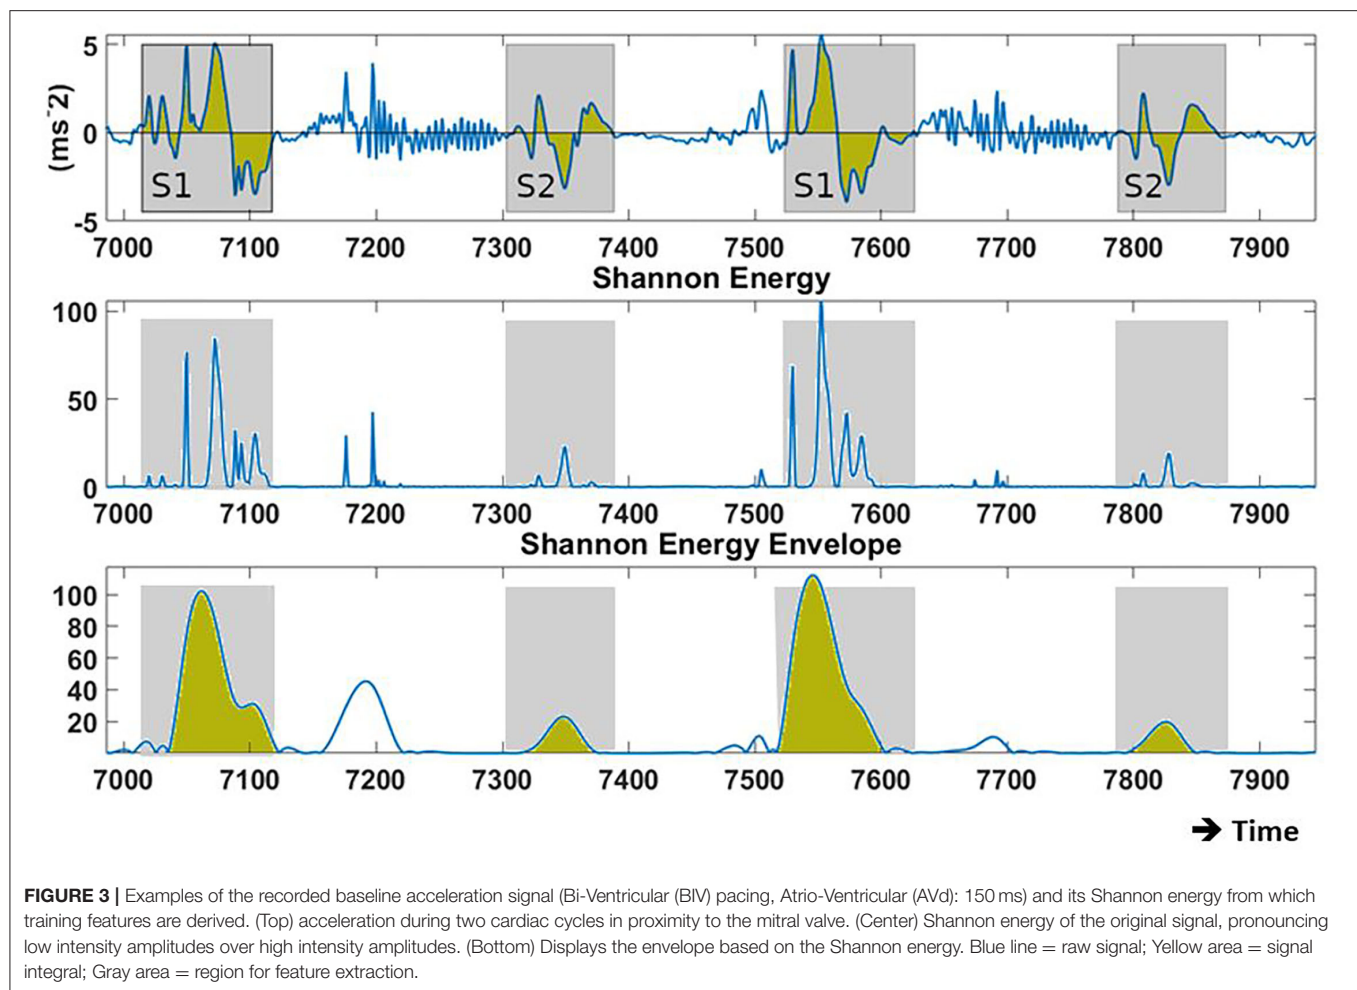 5
0
-5
(ms⁻2)
S1
S2
S1
S2
7000 7100 7200 7300 7400 7500 7600 7700 7800 7900
Shannon Energy
100
50
0
7000 7100 7200 7300 7400 7500 7600 7700 7800 7900
Shannon Energy Envelope
100
80
60
40
20
7000 7100 7200 7300 7400 7500 7600 7700 7800 7900
➔ Time
FIGURE 3 | Examples of the recorded baseline acceleration signal (Bi-Ventricular (BIV) pacing, Atrio-Ventricular (AVd): 150 ms) and its Shannon energy from which
training features are derived. (Top) acceleration during two cardiac cycles in proximity to the mitral valve. (Center) Shannon energy of the original signal, pronouncing
low intensity amplitudes over high intensity amplitudes. (Bottom) Displays the envelope based on the Shannon energy. Blue line = raw signal; Yellow area = signal
integral; Gray area = region for feature extraction.